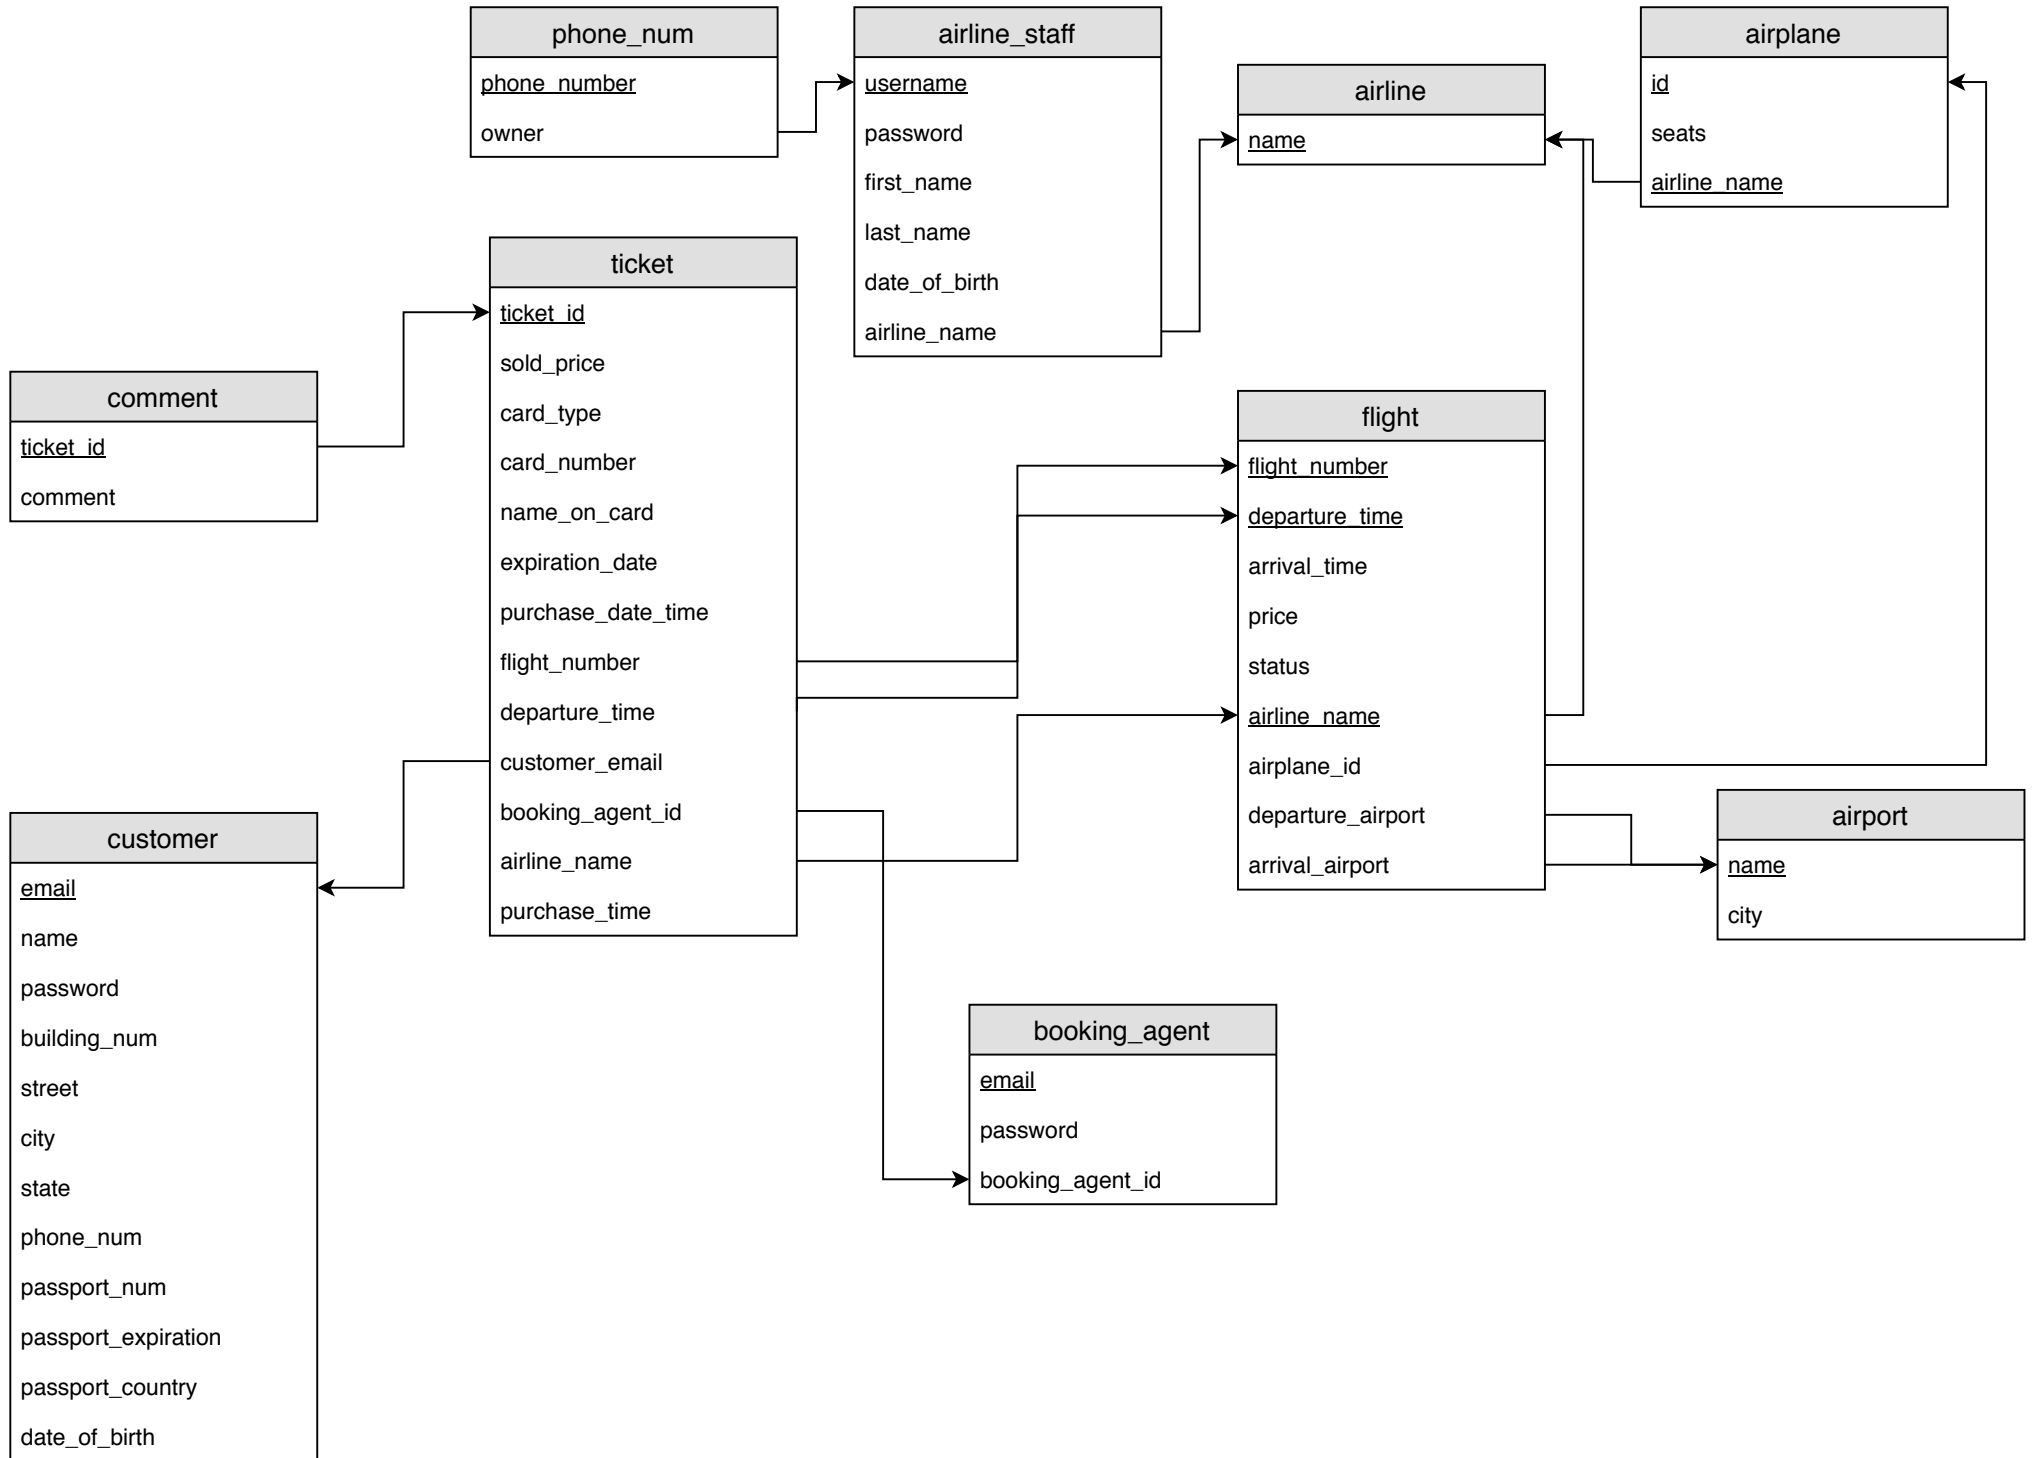 phone_num
phone_number
owner
airline_staff
username
password
first_name
last_name
date_of_birth
airline_name
airline
name
airplane
id
seats
airline_name
ticket
ticket_id
sold_price
card_type
card_number
name_on_card
expiration_date
purchase_date_time
flight_number
departure_time
customer_email
booking_agent_id
airline_name
purchase_time
comment
ticket_id
comment
flight
flight_number
departure_time
arrival_time
price
status
airline_name
airplane_id
departure_airport
arrival_airport
airport
name
city
customer
email
name
password
building_num
street
city
state
phone_num
passport_num
passport_expiration
passport_country
date_of_birth
booking_agent
email
password
booking_agent_id